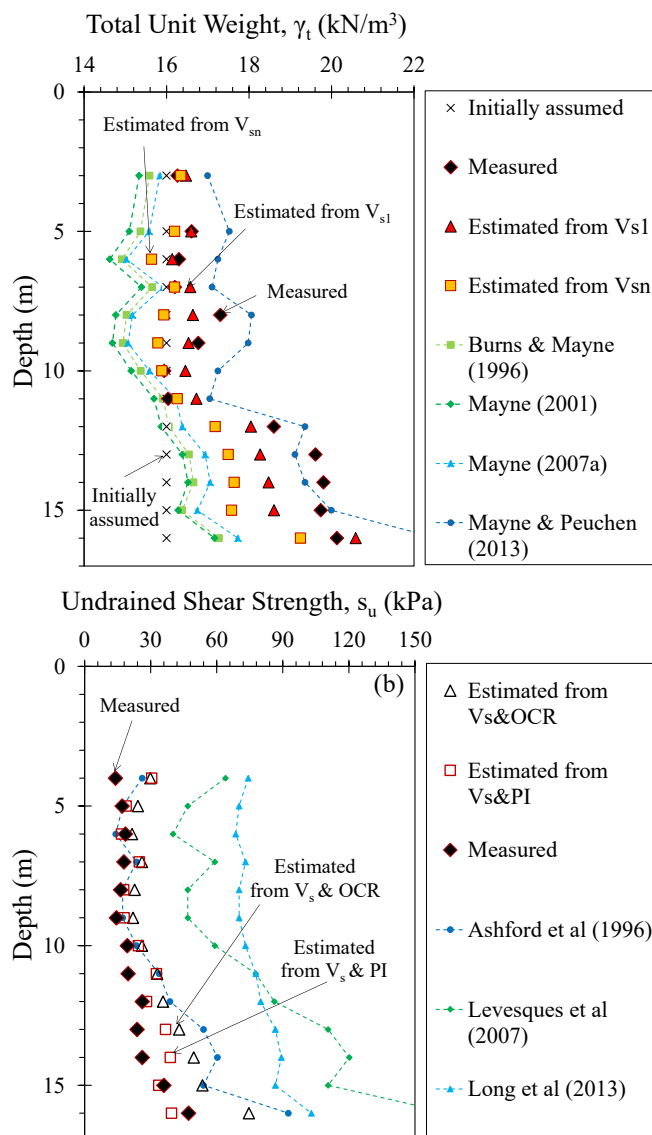 Total Unit Weight, γt (kN/m³)
14 16 18 20 22
0
5
10
15
Depth (m)
Estimated from Vsn
Estimated from Vs1
Measured
Initially
assumed
Initially assumed
Measured
Estimated from Vs1
Estimated from Vsn
Burns & Mayne
(1996)
Mayne (2001)
Mayne (2007a)
Mayne & Peuchen
(2013)
Undrained Shear Strength, su (kPa)
0 30 60 90 120 150
0
5
10
15
Depth (m)
(b)
Measured
Estimated
from Vs & OCR
Estimated
from Vs & PI
Estimated from
Vs&OCR
Estimated from
Vs&PI
Measured
Ashford et al (1996)
Levesques et al
(2007)
Long et al (2013)